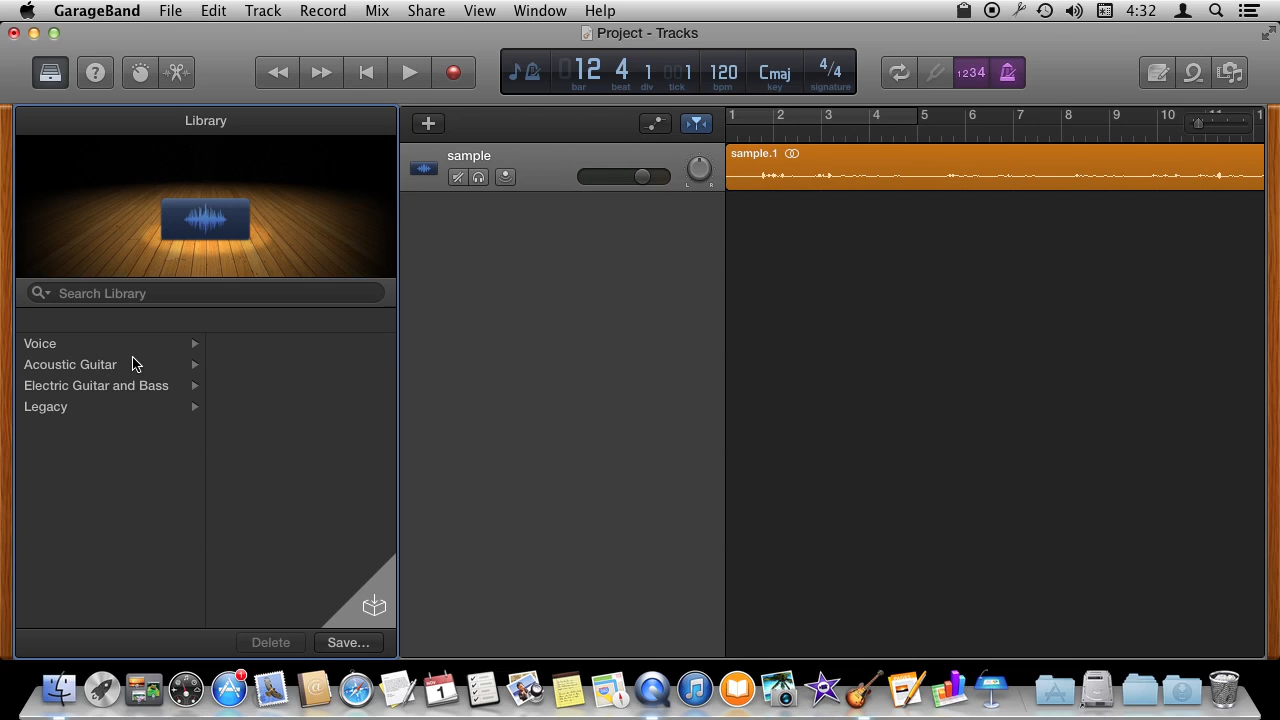 GarageBand File Edit Track Record Mix Share View Window Help 4:32
Project - Tracks
12 4 1 001 120 Cmaj 4/4
bar beat div tick bpm key signature
1234
Library
1 2 3 4 5 6 7 8 9 10 11 1
sample
L R
sample.1
Search Library
Voice
Acoustic Guitar
Electric Guitar and Bass
Legacy
Delete Save...